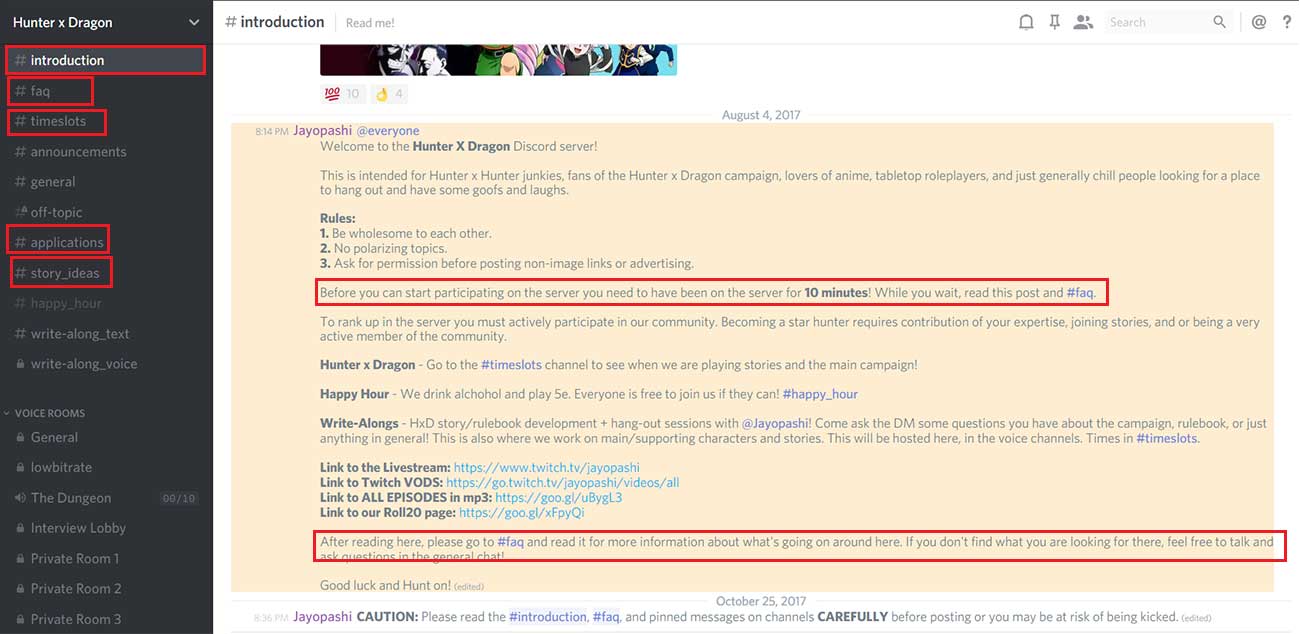 Hunter x Dragon
# introduction
# faq
# timeslots
# announcements
# general
# off-topic
# applications
# story_ideas
# happy_hour
# write-along_text
write-along_voice
VOICE ROOMS
General
lowbitrate
The Dungeon 00/10
Interview Lobby
Private Room 1
Private Room 2
Private Room 3
# introduction Read me!
Search @ ?
100 10 4
August 4, 2017
8:14 PM Jayopashi @everyone
Welcome to the Hunter X Dragon Discord server!
This is intended for Hunter x Hunter junkies, fans of the Hunter x Dragon campaign, lovers of anime, tabletop roleplayers, and just generally chill people looking for a place
to hang out and have some goofs and laughs.
Rules:
1. Be wholesome to each other.
2. No polarizing topics.
3. Ask for permission before posting non-image links or advertising.
Before you can start participating on the server you need to have been on the server for 10 minutes! While you wait, read this post and #faq.
To rank up in the server you must actively participate in our community. Becoming a star hunter requires contribution of your expertise, joining stories, and or being a very
active member of the community.
Hunter x Dragon - Go to the #timeslots channel to see when we are playing stories and the main campaign!
Happy Hour - We drink alchohol and play 5e. Everyone is free to join us if they can! #happy_hour
Write-Alongs - HxD story/rulebook development + hang-out sessions with @Jayopashi! Come ask the DM some questions you have about the campaign, rulebook, or just
anything in general! This is also where we work on main/supporting characters and stories. This will be hosted here, in the voice channels. Times in #timeslots.
Link to the Livestream: https://www.twitch.tv/jayopashi
Link to Twitch VODS: https://go.twitch.tv/jayopashi/videos/all
Link to ALL EPISODES in mp3: https://goo.gl/uBygL3
Link to our Roll20 page: https://goo.gl/xFpyQi
After reading here, please go to #faq and read it for more information about what's going on around here. If you don't find what you are looking for there, feel free to talk and
ask questions in the general chat!
Good luck and Hunt on! (edited)
October 25, 2017
8:36 PM Jayopashi CAUTION: Please read the #introduction, #faq, and pinned messages on channels CAREFULLY before posting or you may be at risk of being kicked. (edited)